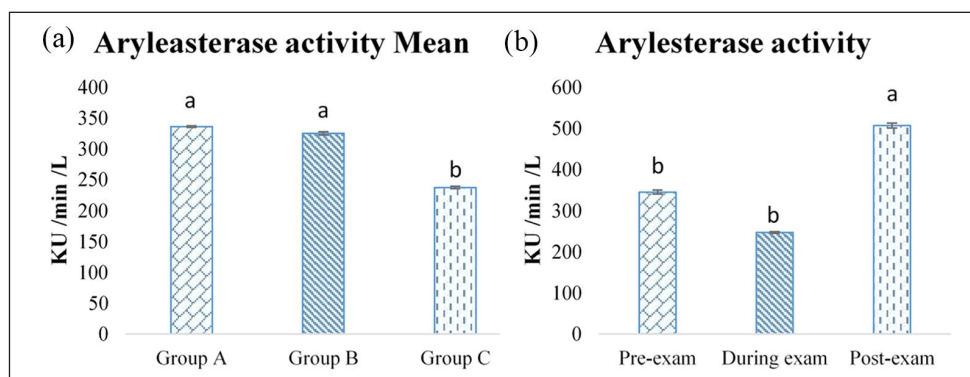 (a) Aryleasterase activity Mean
KU /min /L
400
350
300
250
200
150
100
50
0
a
a
b
Group A Group B Group C
(b) Arylesterase activity
KU /min /L
600
500
400
300
200
100
0
b
b
a
Pre-exam During exam Post-exam